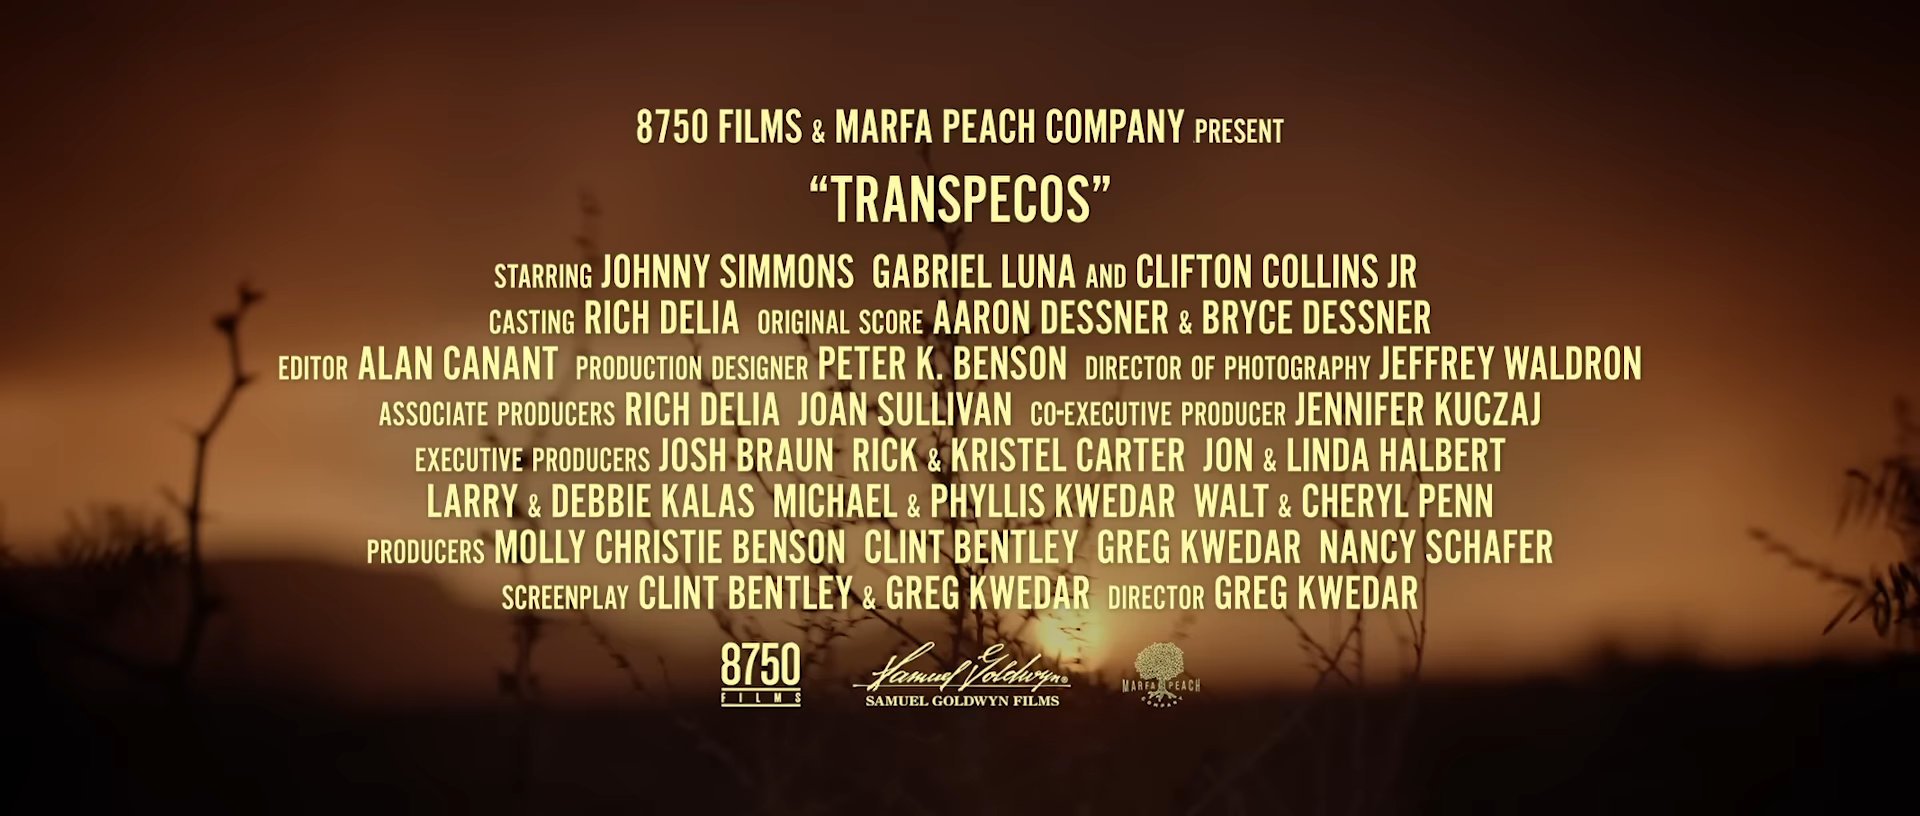 8750 FILMS & MARFA PEACH COMPANY PRESENT
“TRANSPECOS”
STARRING JOHNNY SIMMONS GABRIEL LUNA AND CLIFTON COLLINS JR
CASTING RICH DELIA ORIGINAL SCORE AARON DESSNER & BRYCE DESSNER
EDITOR ALAN CANANT PRODUCTION DESIGNER PETER K. BENSON DIRECTOR OF PHOTOGRAPHY JEFFREY WALDRON
ASSOCIATE PRODUCERS RICH DELIA JOAN SULLIVAN CO-EXECUTIVE PRODUCER JENNIFER KUCZAJ
EXECUTIVE PRODUCERS JOSH BRAUN RICK & KRISTEL CARTER JON & LINDA HALBERT
LARRY & DEBBIE KALAS MICHAEL & PHYLLIS KWEDAR WALT & CHERYL PENN
PRODUCERS MOLLY CHRISTIE BENSON CLINT BENTLEY GREG KWEDAR NANCY SCHAFER
SCREENPLAY CLINT BENTLEY & GREG KWEDAR DIRECTOR GREG KWEDAR
8750
FILMS
Samuel Goldwyn®
SAMUEL GOLDWYN FILMS
MARFA PEACH
COMPANY